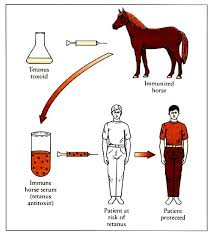 Tetanus
toxoid
Immunized
horse
Immune
horse serum
(tetanus
antitoxin)
Patient at
risk of
tetanus
Patient
protected